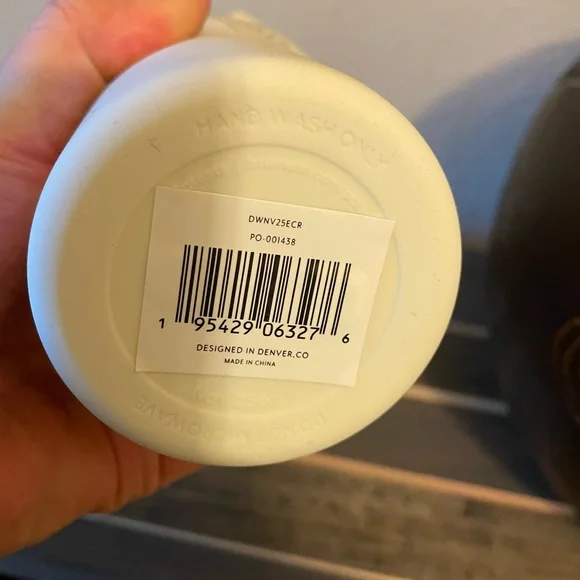 HAND WASH ONLY
DWNV25ECR
PO-001438
1 95429 06327 6
DESIGNED IN DENVER,CO
MADE IN CHINA